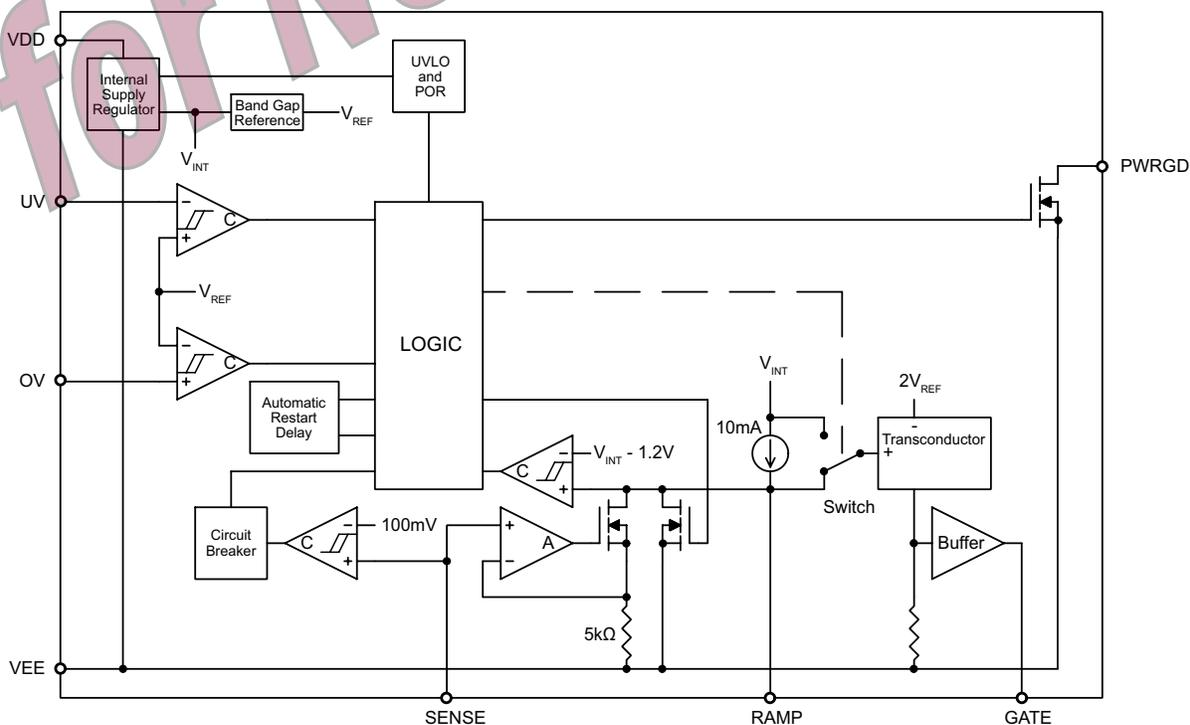 for N
VDD
Internal
Supply
Regulator
UVLO
and
POR
Band Gap
Reference
VREF
VINT
PWRGD
UV
−
C
+
VREF
LOGIC
−
C
+
OV
Automatic
Restart
Delay
VINT
10mA
2VREF
-
Transconductor
+
Switch
− VINT - 1.2V
C
+
Circuit
Breaker
C
− 100mV
+
+
A
−
Buffer
5kΩ
VEE
SENSE
RAMP
GATE